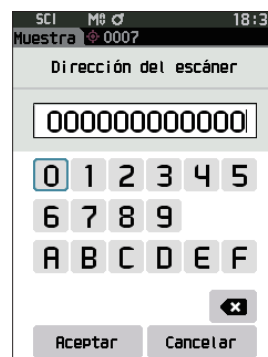 SCI M0 18:3
Muestra 0007
Dirección del escáner
000000000000
0 1 2 3 4 5
6 7 8 9
A B C D E F
Aceptar Cancelar